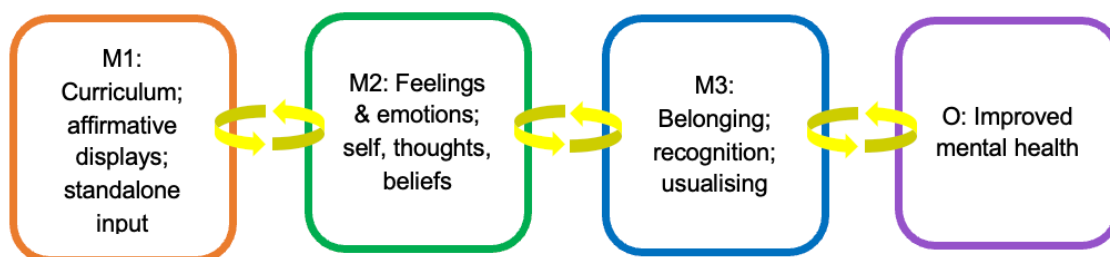 M1:
Curriculum;
affirmative
displays;
standalone
input
M2: Feelings
& emotions;
self, thoughts,
beliefs
M3:
Belonging;
recognition;
usualising
O: Improved
mental health